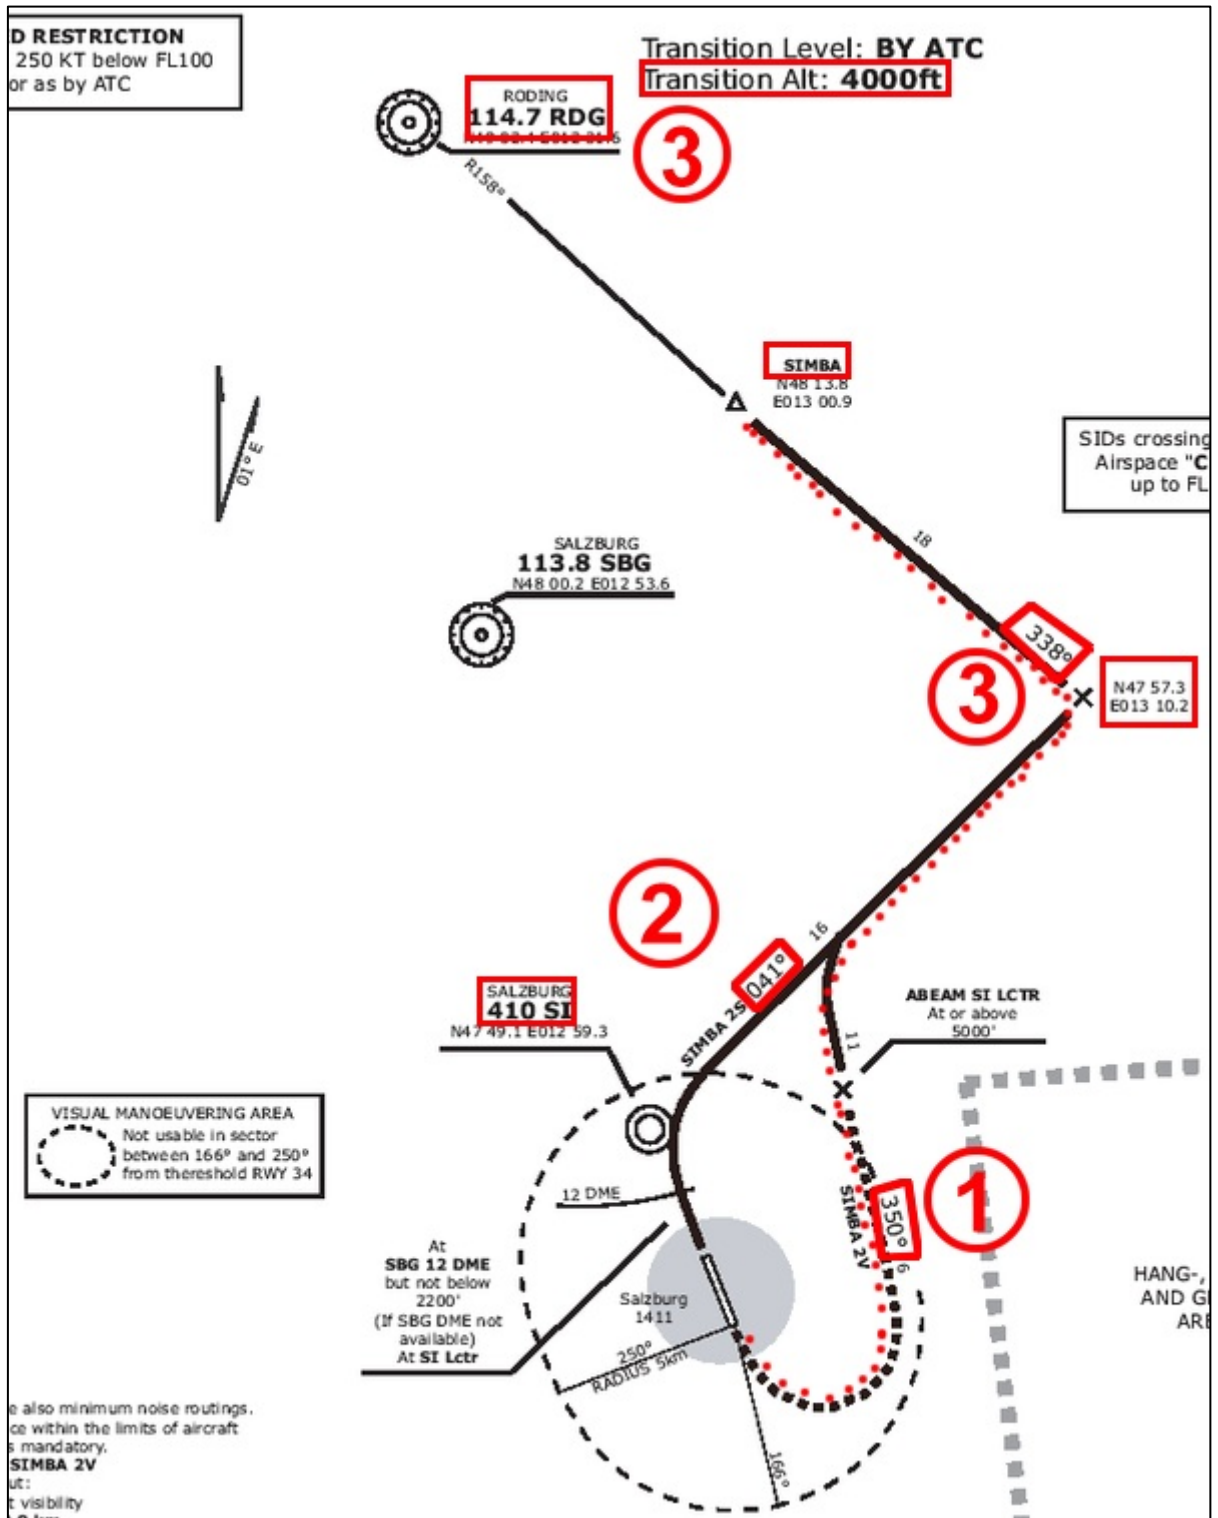 D RESTRICTION
250 KT below FL100
or as by ATC
Transition Level: BY ATC
Transition Alt: 4000ft
RODING
114.7 RDG
3
R158°
SIMBA
N48 13.8
E013 00.9
01° E
SIDs crossing
Airspace "C
up to FL
18
SALZBURG
113.8 SBG
N48 00.2 E012 53.6
338°
3
N47 57.3
E013 10.2
2
16
041°
SIMBA 2S
SALZBURG
410 SI
N47 49.1 E012 59.3
ABEAM SI LCTR
At or above
5000'
11
VISUAL MANOEUVERING AREA
Not usable in sector
between 166° and 250°
from thereshold RWY 34
12 DME
SIMBA 2V
350°
6
1
At
SBG 12 DME
but not below
2200'
(If SBG DME not
available)
At SI Lctr
Salzburg
1411
250°
RADIUS 5km
166°
HANG-,
AND G
AR
e also minimum noise routings.
ce within the limits of aircraft
s mandatory.
SIMBA 2V
ut:
t visibility